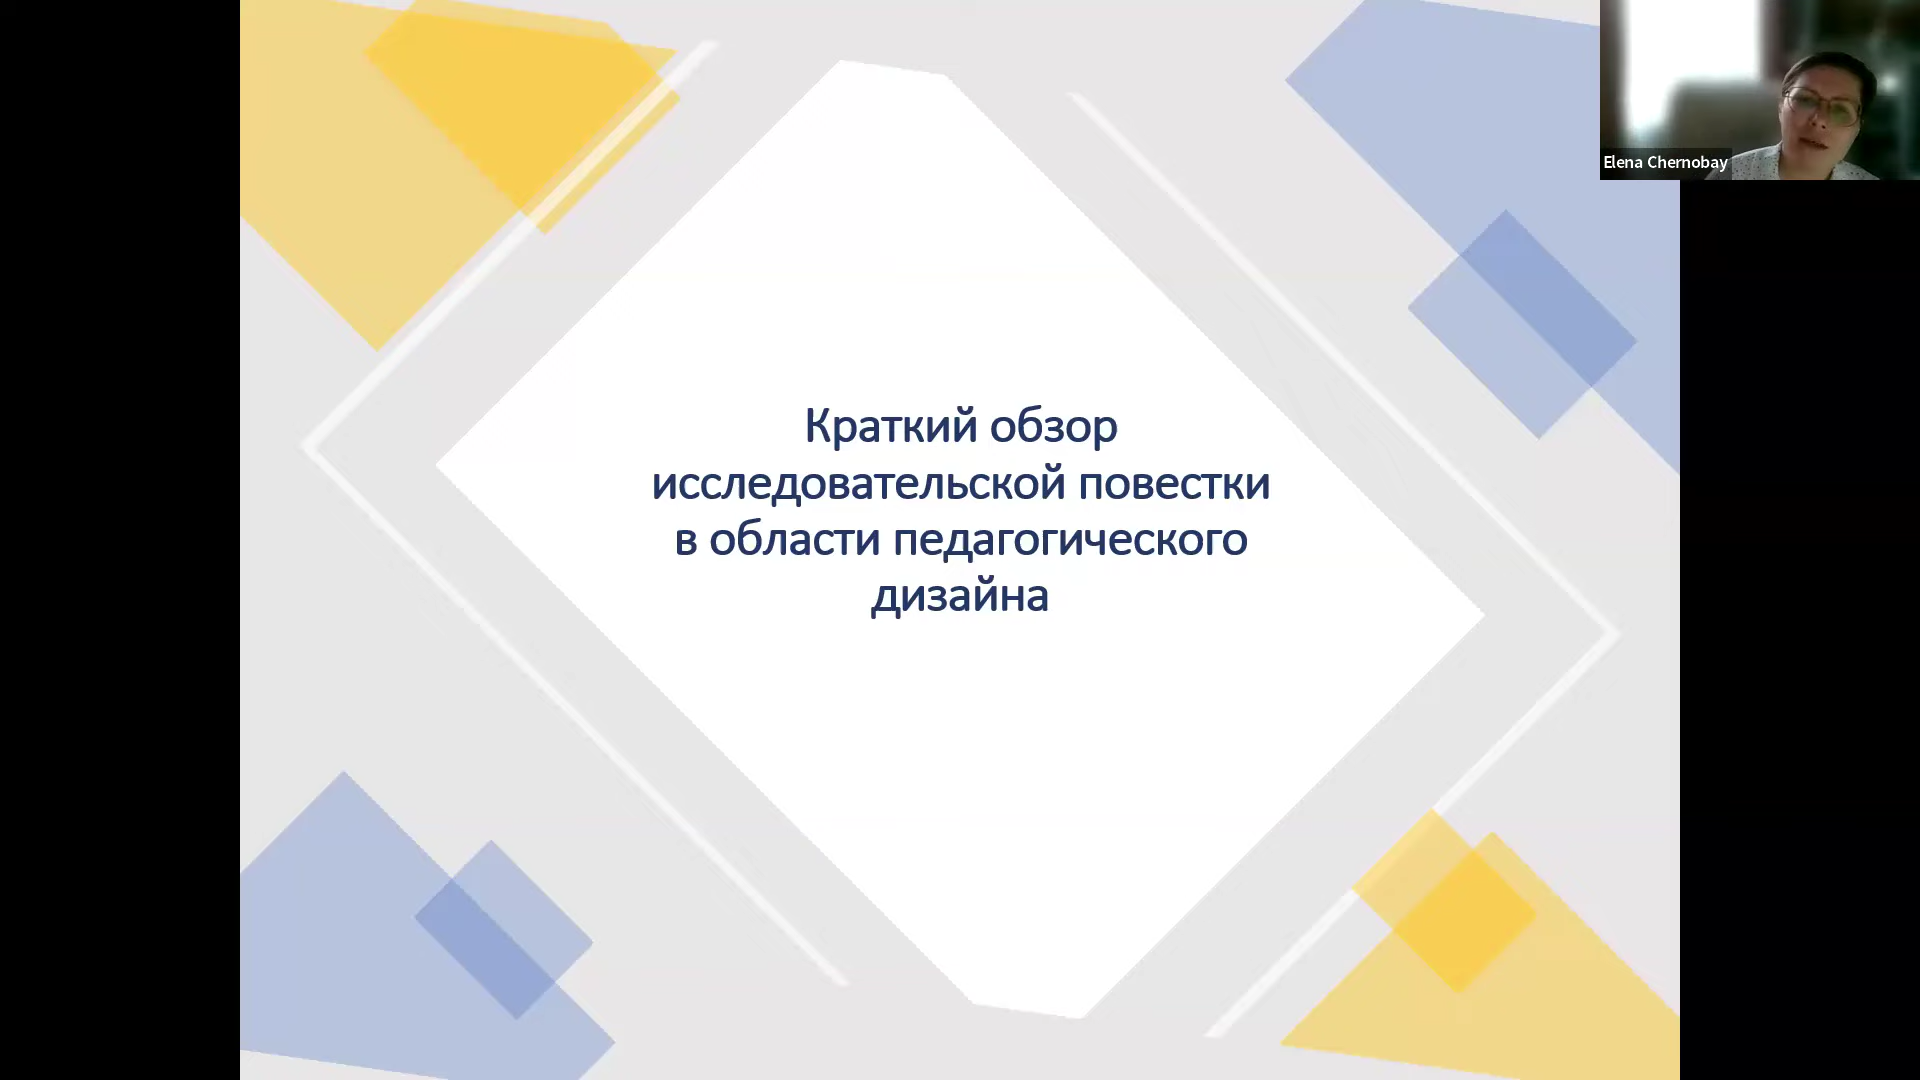 Elena Chernobay
Краткий обзор
исследовательской повестки
в области педагогического
дизайна